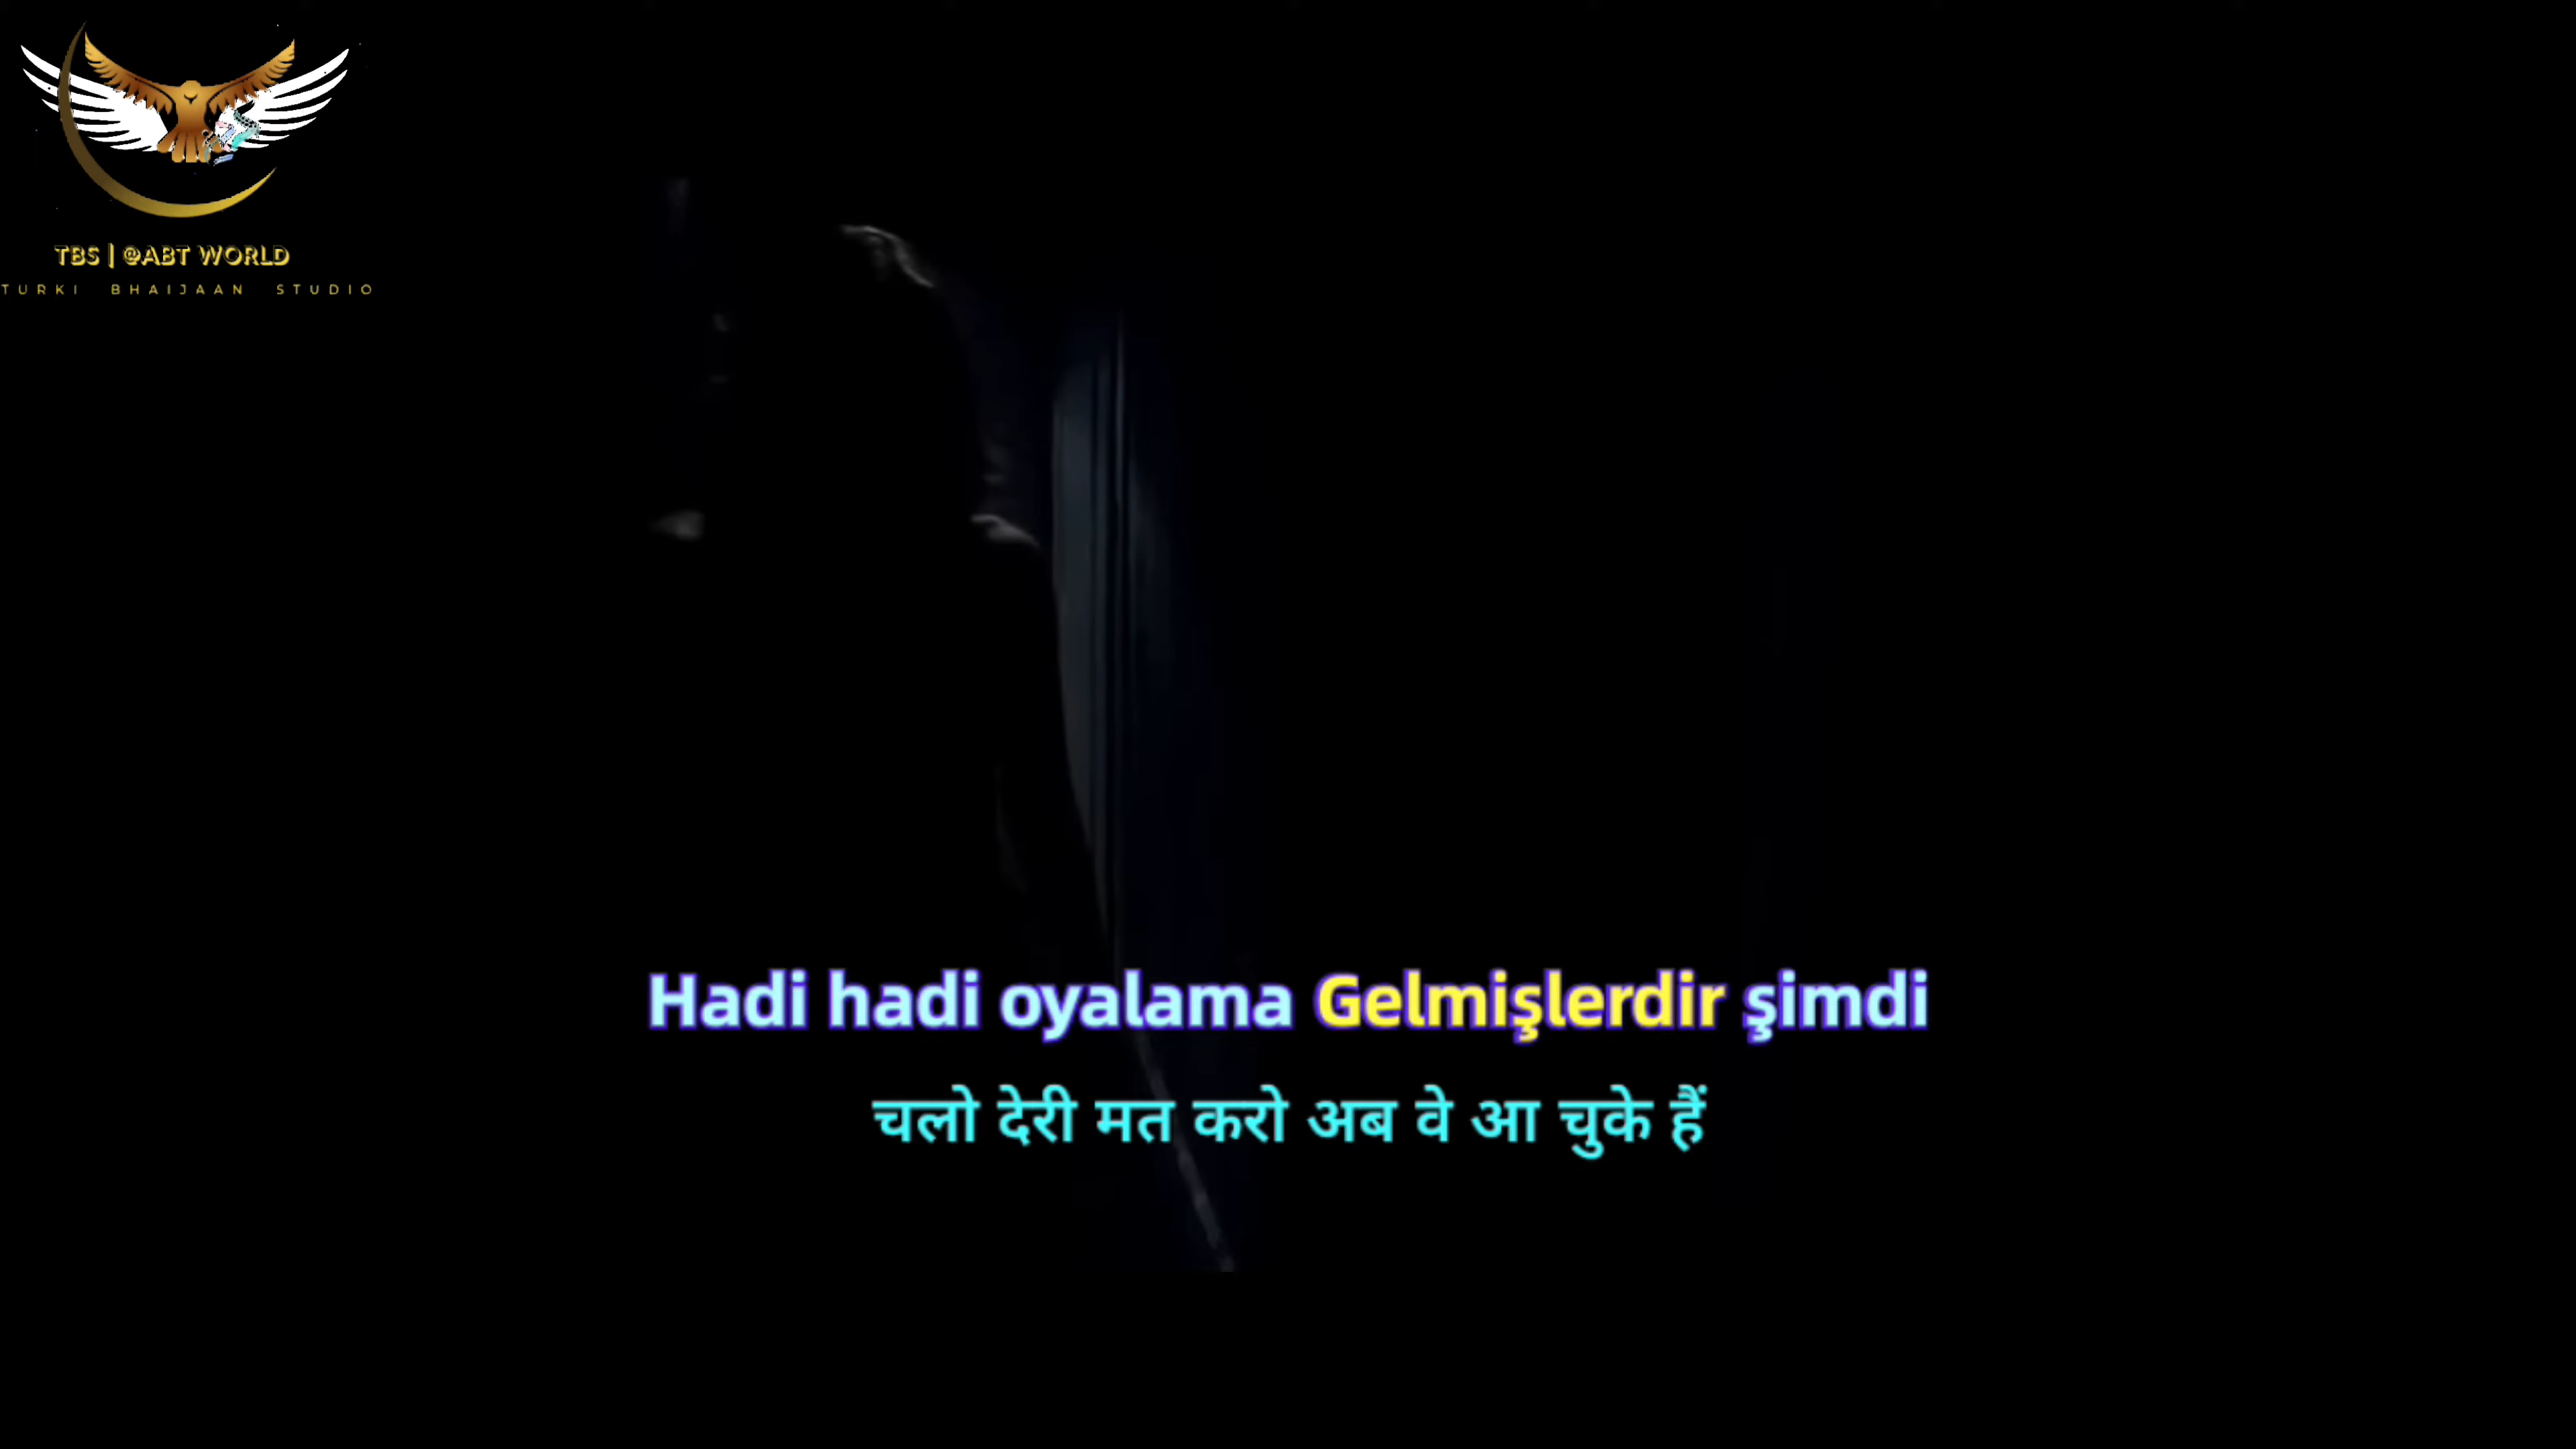 TBS | @ABT WORLD
TURKI BHAIJAAN STUDIO
Hadi hadi oyalama Gelmişlerdir şimdi
चलो देरी मत करो अब वे आ चुके हैं